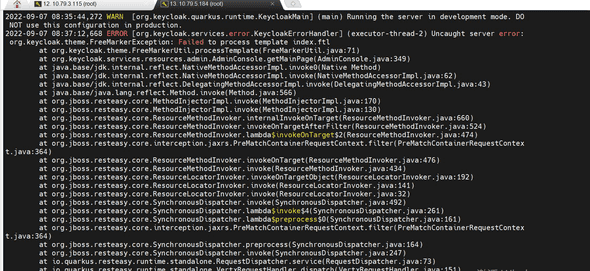 12. 10.79.3.115 (root)
13. 10.79.5.184 (root)
2022-09-07 08:35:44,272 WARN  [org.keycloak.quarkus.runtime.KeycloakMain] (main) Running the server in development mode. DO
NOT use this configuration in production.
2022-09-07 08:37:12,668 ERROR [org.keycloak.services.error.KeycloakErrorHandler] (executor-thread-2) Uncaught server error:
org.keycloak.theme.FreeMarkerException: Failed to process template index.ftl
at org.keycloak.theme.FreeMarkerUtil.processTemplate(FreeMarkerUtil.java:71)
at org.keycloak.services.resources.admin.AdminConsole.getMainPage(AdminConsole.java:349)
at java.base/jdk.internal.reflect.NativeMethodAccessorImpl.invoke0(Native Method)
at java.base/jdk.internal.reflect.NativeMethodAccessorImpl.invoke(NativeMethodAccessorImpl.java:62)
at java.base/jdk.internal.reflect.DelegatingMethodAccessorImpl.invoke(DelegatingMethodAccessorImpl.java:43)
at java.base/java.lang.reflect.Method.invoke(Method.java:566)
at org.jboss.resteasy.core.MethodInjectorImpl.invoke(MethodInjectorImpl.java:170)
at org.jboss.resteasy.core.MethodInjectorImpl.invoke(MethodInjectorImpl.java:130)
at org.jboss.resteasy.core.ResourceMethodInvoker.internalInvokeOnTarget(ResourceMethodInvoker.java:660)
at org.jboss.resteasy.core.ResourceMethodInvoker.invokeOnTargetAfterFilter(ResourceMethodInvoker.java:524)
at org.jboss.resteasy.core.ResourceMethodInvoker.lambda$invokeOnTarget$2(ResourceMethodInvoker.java:474)
at org.jboss.resteasy.core.interception.jaxrs.PreMatchContainerRequestContext.filter(PreMatchContainerRequestContex
t.java:364)
at org.jboss.resteasy.core.ResourceMethodInvoker.invokeOnTarget(ResourceMethodInvoker.java:476)
at org.jboss.resteasy.core.ResourceMethodInvoker.invoke(ResourceMethodInvoker.java:434)
at org.jboss.resteasy.core.ResourceLocatorInvoker.invokeOnTargetObject(ResourceLocatorInvoker.java:192)
at org.jboss.resteasy.core.ResourceLocatorInvoker.invoke(ResourceLocatorInvoker.java:141)
at org.jboss.resteasy.core.ResourceLocatorInvoker.invoke(ResourceLocatorInvoker.java:32)
at org.jboss.resteasy.core.SynchronousDispatcher.invoke(SynchronousDispatcher.java:492)
at org.jboss.resteasy.core.SynchronousDispatcher.lambda$invoke$4(SynchronousDispatcher.java:261)
at org.jboss.resteasy.core.SynchronousDispatcher.lambda$preprocess$0(SynchronousDispatcher.java:161)
at org.jboss.resteasy.core.interception.jaxrs.PreMatchContainerRequestContext.filter(PreMatchContainerRequestContex
t.java:364)
at org.jboss.resteasy.core.SynchronousDispatcher.preprocess(SynchronousDispatcher.java:164)
at org.jboss.resteasy.core.SynchronousDispatcher.invoke(SynchronousDispatcher.java:247)
at io.quarkus.resteasy.runtime.standalone.RequestDispatcher.service(RequestDispatcher.java:73)
at io.quarkus.resteasy.runtime.standalone.VertxRequestHandler.dispatch(VertxRequestHandler.java:151)